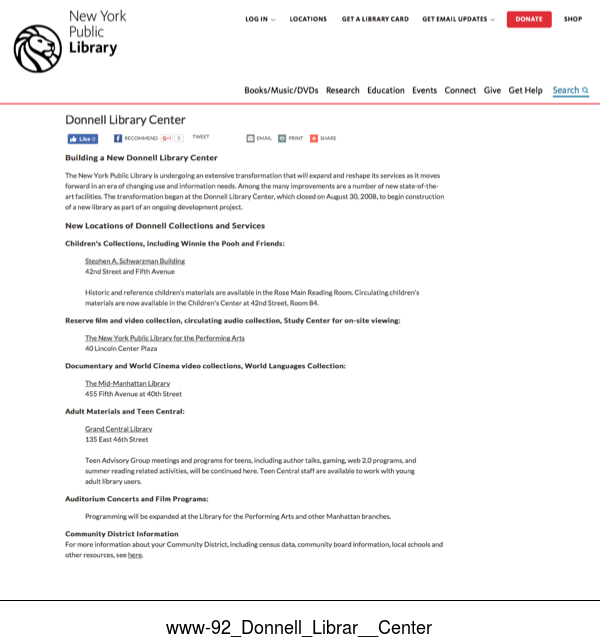 New York
Public
Library
LOG IN LOCATIONS GET A LIBRARY CARD GET EMAIL UPDATES DONATE SHOP
Books/Music/DVDs Research Education Events Connect Give Get Help Search
Donnell Library Center
Like 0 RECOMMEND G+1 0 TWEET EMAIL PRINT SHARE
Building a New Donnell Library Center
The New York Public Library is undergoing an extensive transformation that will expand and reshape its services as it moves
forward in an era of changing use and information needs. Among the many improvements are a number of new state-of-the-
art facilities. The transformation began at the Donnell Library Center, which closed on August 30, 2008, to begin construction
of a new library as part of an ongoing development project.
New Locations of Donnell Collections and Services
Children's Collections, including Winnie the Pooh and Friends:
Stephen A. Schwarzman Building
42nd Street and Fifth Avenue
Historic and reference children's materials are available in the Rose Main Reading Room. Circulating children's
materials are now available in the Children's Center at 42nd Street, Room 84.
Reserve film and video collection, circulating audio collection, Study Center for on-site viewing:
The New York Public Library for the Performing Arts
40 Lincoln Center Plaza
Documentary and World Cinema video collections, World Languages Collection:
The Mid-Manhattan Library
455 Fifth Avenue at 40th Street
Adult Materials and Teen Central:
Grand Central Library
135 East 46th Street
Teen Advisory Group meetings and programs for teens, including author talks, gaming, web 2.0 programs, and
summer reading related activities, will be continued here. Teen Central staff are available to work with young
adult library users.
Auditorium Concerts and Film Programs:
Programming will be expanded at the Library for the Performing Arts and other Manhattan branches.
Community District Information
For more information about your Community District, including census data, community board information, local schools and
other resources, see here.
www-92_Donnell_Librar__Center